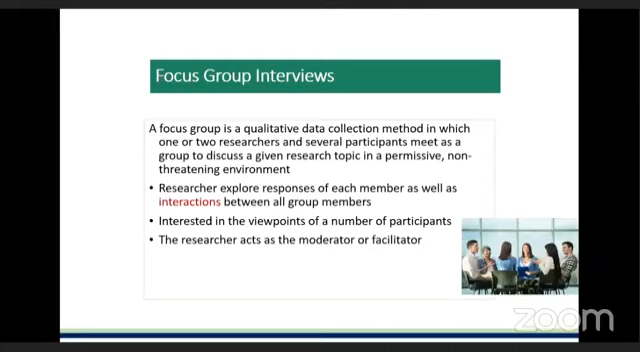 Focus Group Interviews
A focus group is a qualitative data collection method in which
one or two researchers and several participants meet as a
group to discuss a given research topic in a permissive, non-
threatening environment
• Researcher explore responses of each member as well as
interactions between all group members
• Interested in the viewpoints of a number of participants
• The researcher acts as the moderator or facilitator
zoom